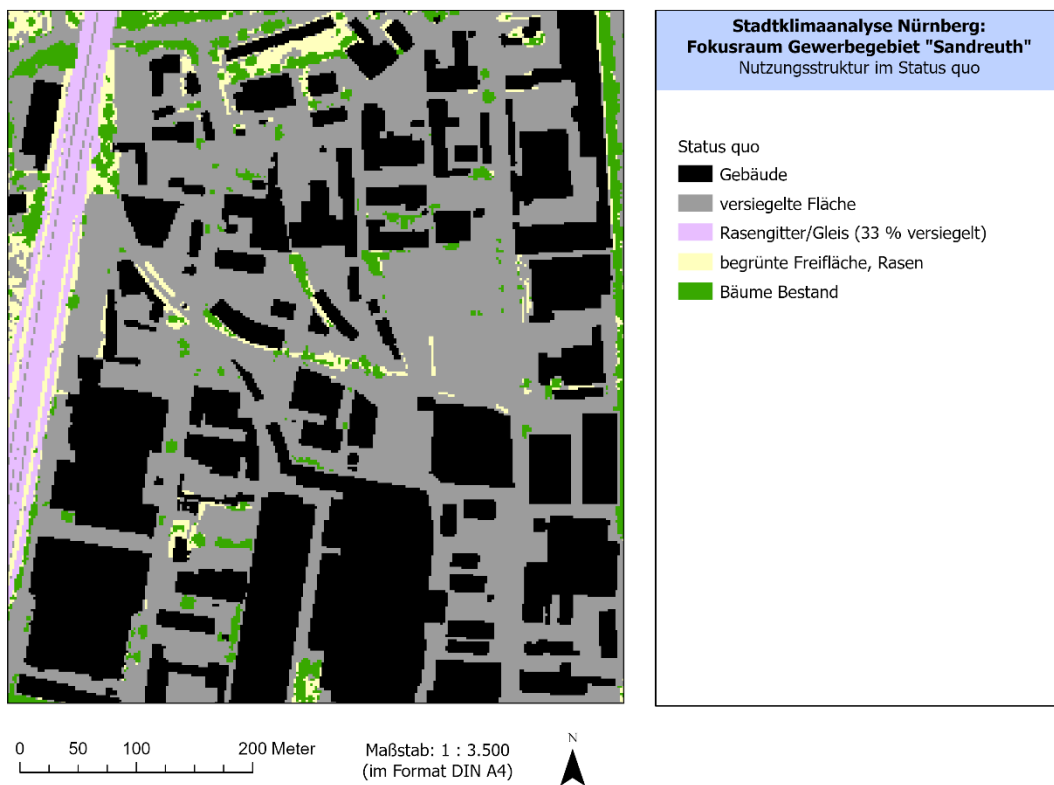 Stadtklimaanalyse Nürnberg:
Fokusraum Gewerbegebiet "Sandreuth"
Nutzungsstruktur im Status quo
Status quo
Gebäude
versiegelte Fläche
Rasengitter/Gleis (33 % versiegelt)
begrünte Freifläche, Rasen
Bäume Bestand
0 50 100 200 Meter
Maßstab: 1 : 3.500
(im Format DIN A4)
N